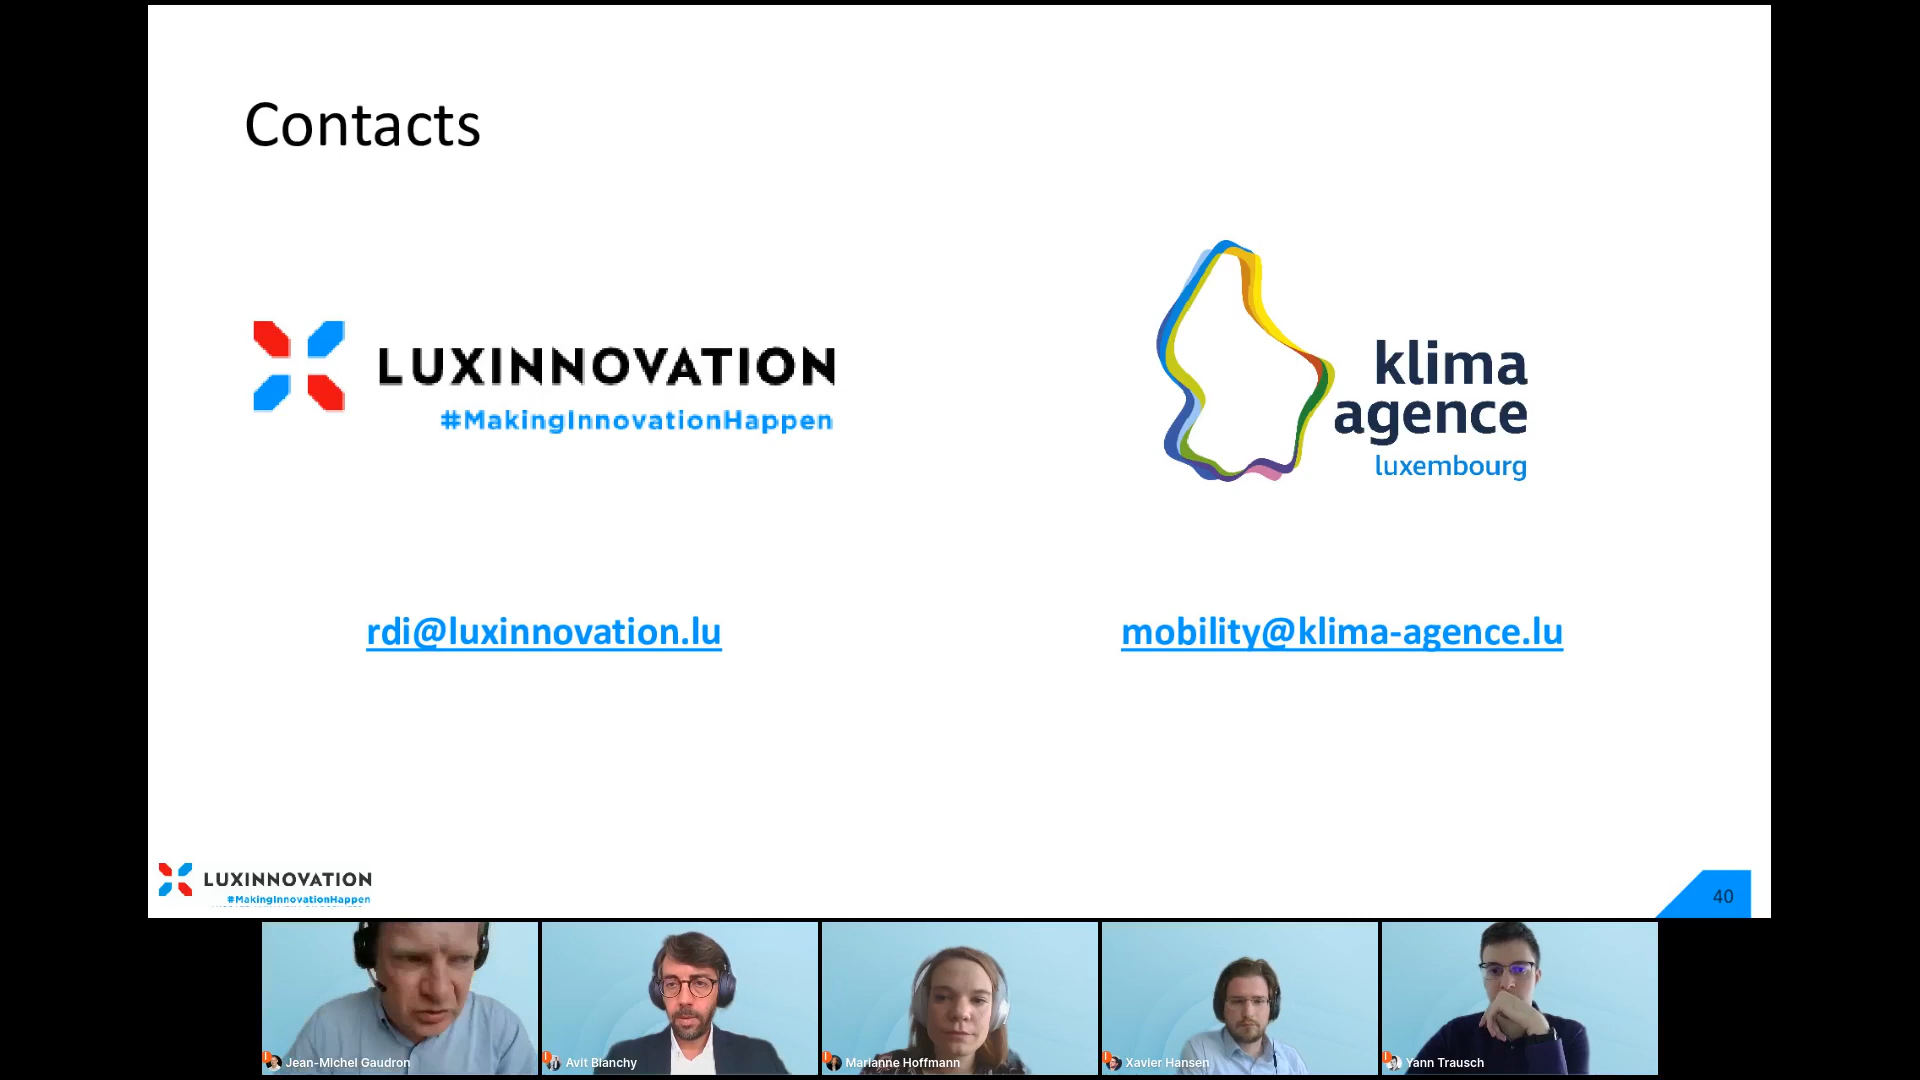 Contacts
LUXINNOVATION
#MakingInnovationHappen
klima
agence
luxembourg
rdi@luxinnovation.lu
mobility@klima-agence.lu
LUXINNOVATION
#MakingInnovationHappen
40
Jean-Michel Gaudron
Avit Blanchy
Marianne Hoffmann
Xavier Hansen
Yann Trausch